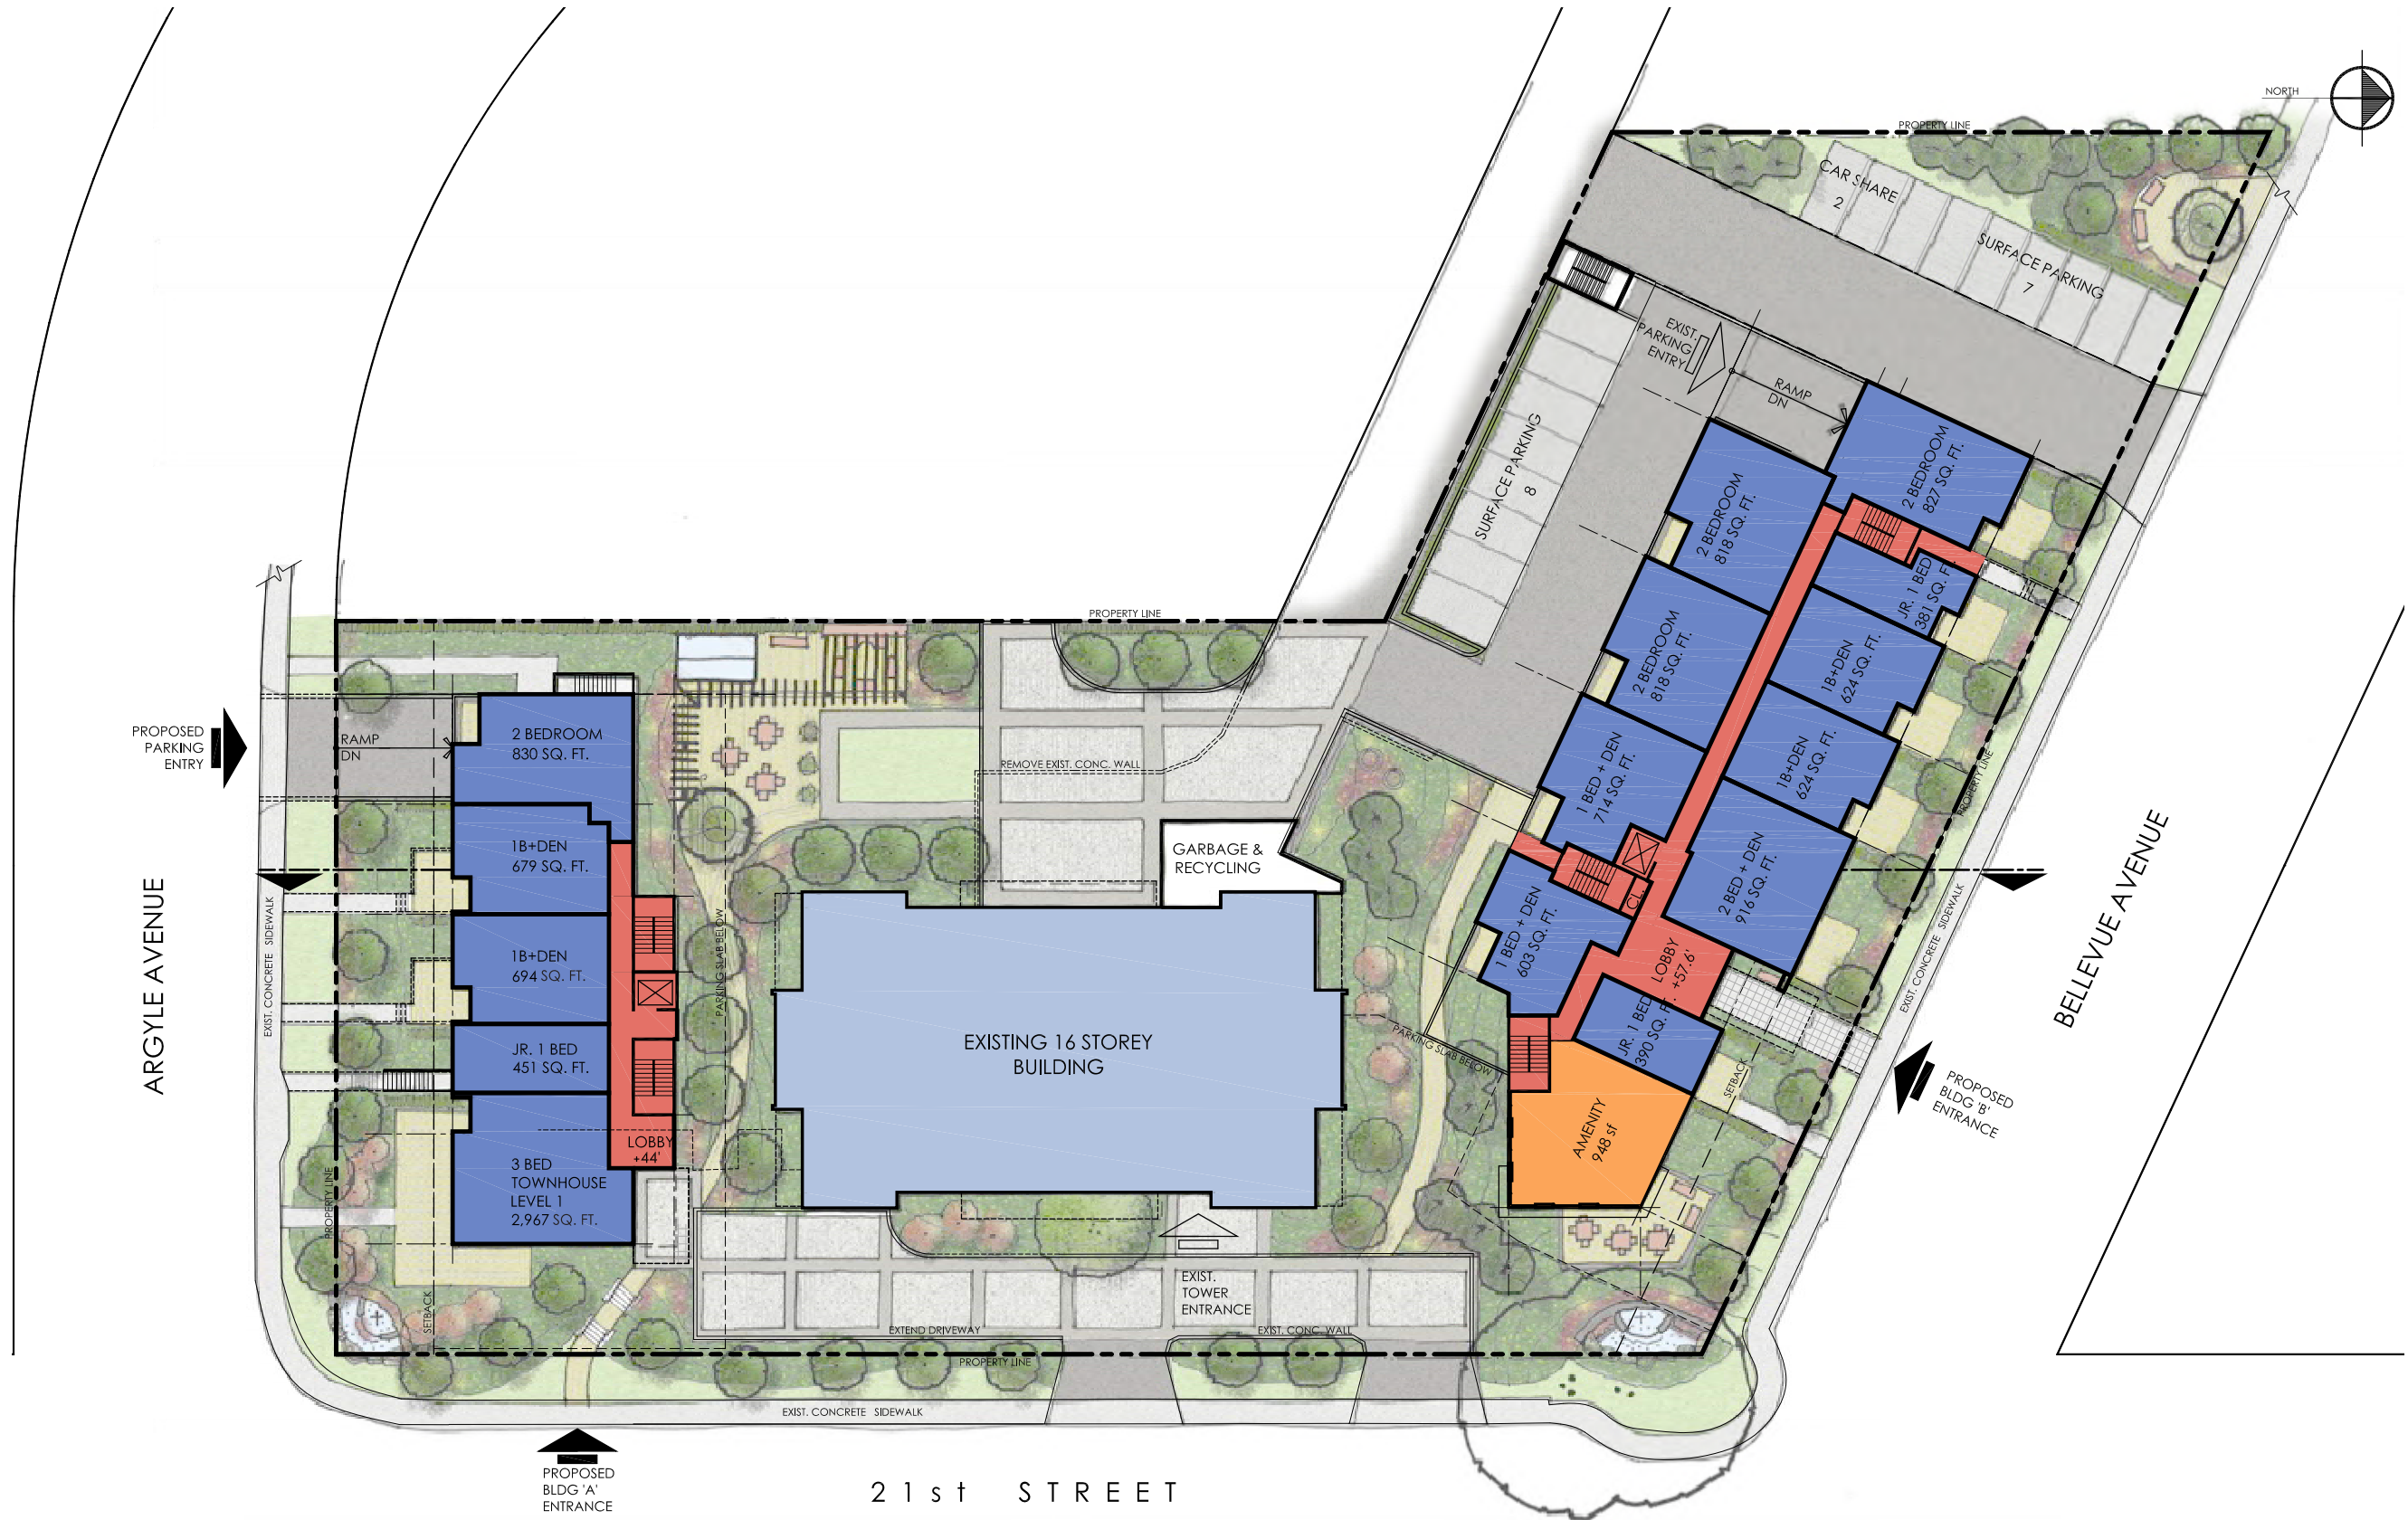 NORTH
PROPERTY LINE
CAR SHARE
2
SURFACE PARKING
7
EXIST.
PARKING
ENTRY
RAMP
DN
SURFACE PARKING
8
2 BEDROOM
827 SQ. FT.
2 BEDROOM
818 SQ. FT.
JR. 1 BED
381 SQ. FT.
2 BEDROOM
818 SQ. FT.
1B+DEN
624 SQ. FT.
1B+DEN
624 SQ. FT.
1 BED + DEN
714 SQ. FT.
2 BED + DEN
916 SQ. FT.
1 BED + DEN
603 SQ. FT.
CL.
LOBBY
+57.6'
JR. 1 BED
390 SQ. FT.
AMENITY
948 sf
PROPERTY LINE
SETBACK
EXIST. CONCRETE SIDEWALK
BELLEVUE AVENUE
PROPOSED
BLDG 'B'
ENTRANCE
PARKING SLAB BELOW
PROPERTY LINE
REMOVE EXIST. CONC. WALL
GARBAGE &
RECYCLING
EXISTING 16 STOREY
BUILDING
PROPOSED
PARKING
ENTRY
RAMP
DN
2 BEDROOM
830 SQ. FT.
1B+DEN
679 SQ. FT.
1B+DEN
694 SQ. FT.
JR. 1 BED
451 SQ. FT.
3 BED
TOWNHOUSE
LEVEL 1
2,967 SQ. FT.
LOBBY
+44'
PARKING SLAB BELOW
ARGYLE AVENUE
EXIST. CONCRETE SIDEWALK
PROPERTY LINE
SETBACK
EXIST.
TOWER
ENTRANCE
EXTEND DRIVEWAY
EXIST. CONC. WALL
PROPERTY LINE
EXIST. CONCRETE SIDEWALK
PROPOSED
BLDG 'A'
ENTRANCE
21st STREET